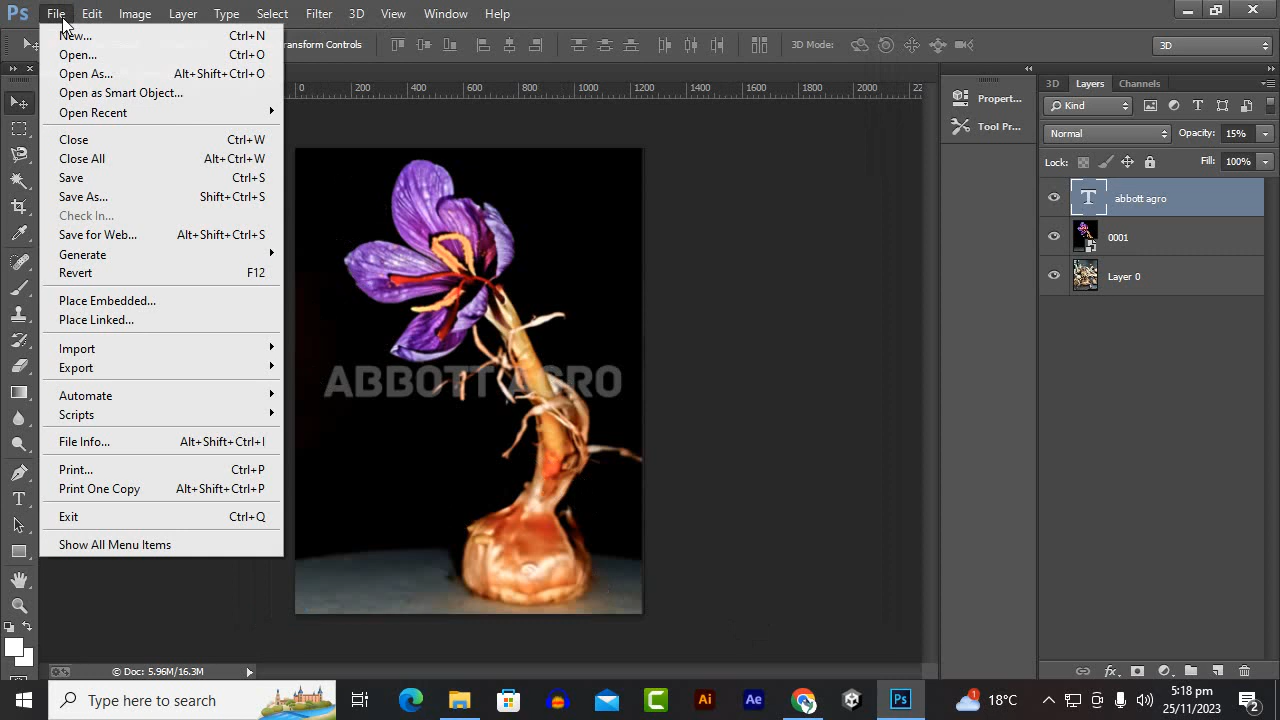 Ps File Edit Image Layer Type Select Filter 3D View Window Help
New... Ctrl+N
Open... Ctrl+O
Open As... Alt+Shift+Ctrl+O
Open as Smart Object...
Open Recent
Close Ctrl+W
Close All Alt+Ctrl+W
Save Ctrl+S
Save As... Shift+Ctrl+S
Check In...
Save for Web... Alt+Shift+Ctrl+S
Generate
Revert F12
Place Embedded...
Place Linked...
Import
Export
Automate
Scripts
File Info... Alt+Shift+Ctrl+I
Print... Ctrl+P
Print One Copy Alt+Shift+Ctrl+P
Exit Ctrl+Q
Show All Menu Items
Transform Controls
3D Mode:
3D
0 200 400 600 800 1000 1200 1400 1600 1800 2000
ABBOTT AGRO
Propert...
Tool Pr...
3D Layers Channels
Kind
Normal Opacity: 15%
Lock: Fill: 100%
T abbott agro
0001
Layer 0
© Doc: 5.96M/16.3M
Type here to search
Ai Ae Ps
1 18°C
5:18 pm
25/11/2023
2